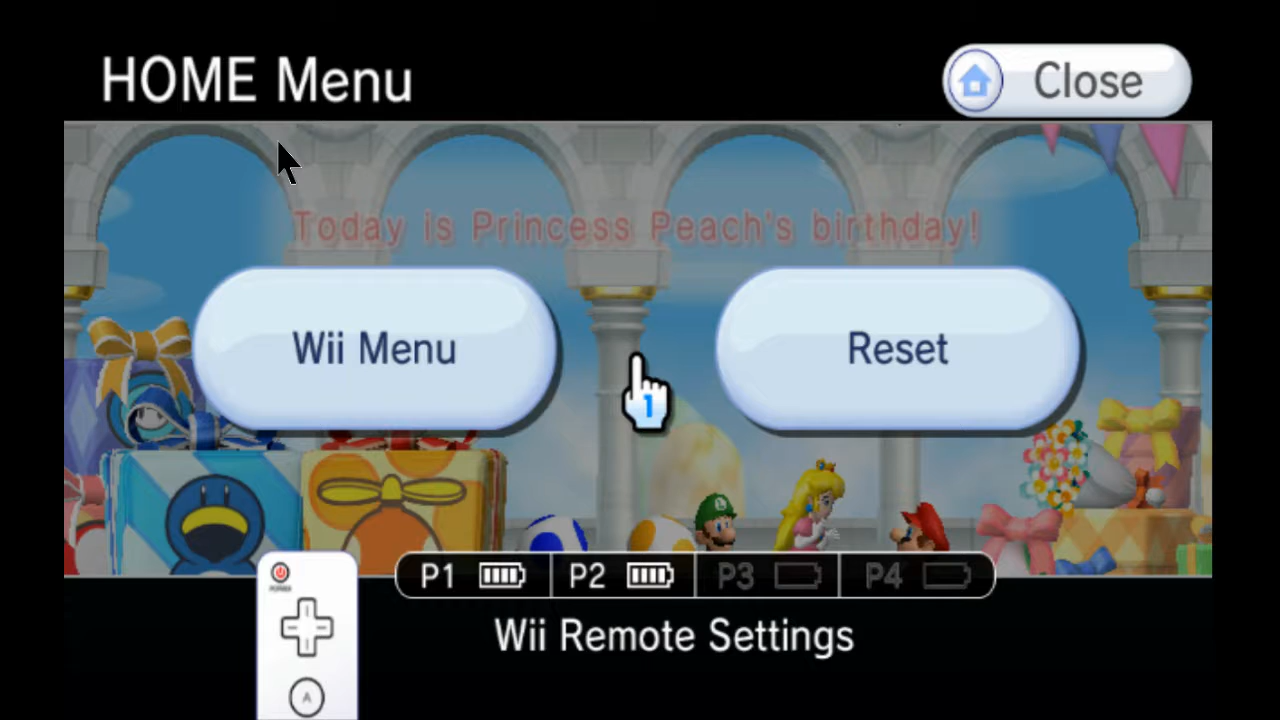 HOME Menu
Close
Today is Princess Peach's birthday!
Wii Menu
Reset
1
L
P1
P2
P3
P4
POWER
Wii Remote Settings
A